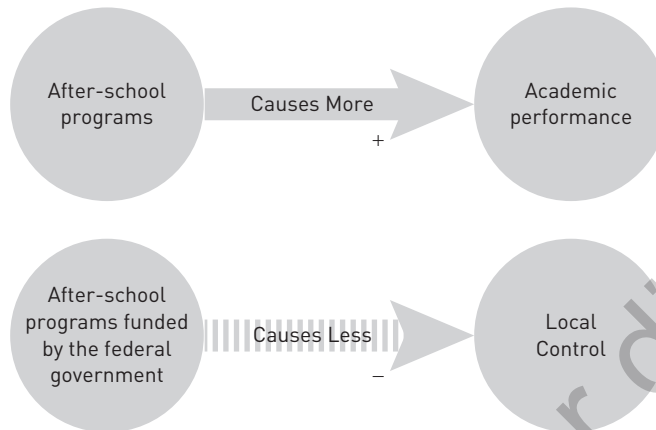 After-school
programs
Causes More
+
Academic
performance
After-school
programs funded
by the federal
government
Causes Less
–
Local
Control
r di